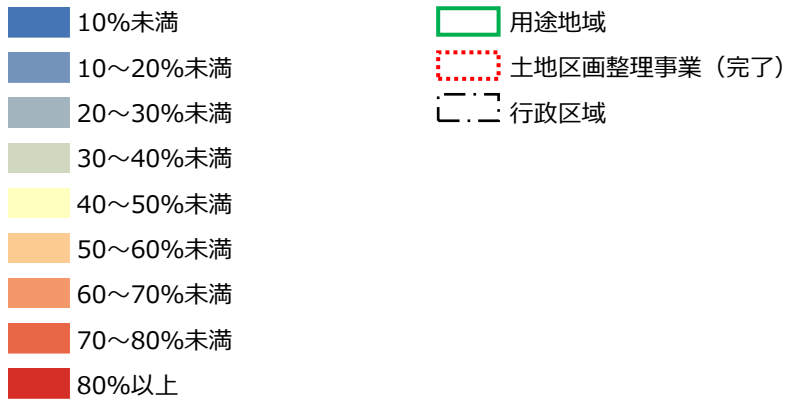 10%未満
10～20%未満
20～30%未満
30～40%未満
40～50%未満
50～60%未満
60～70%未満
70～80%未満
80%以上
用途地域
土地区画整理事業（完了）
行政区域